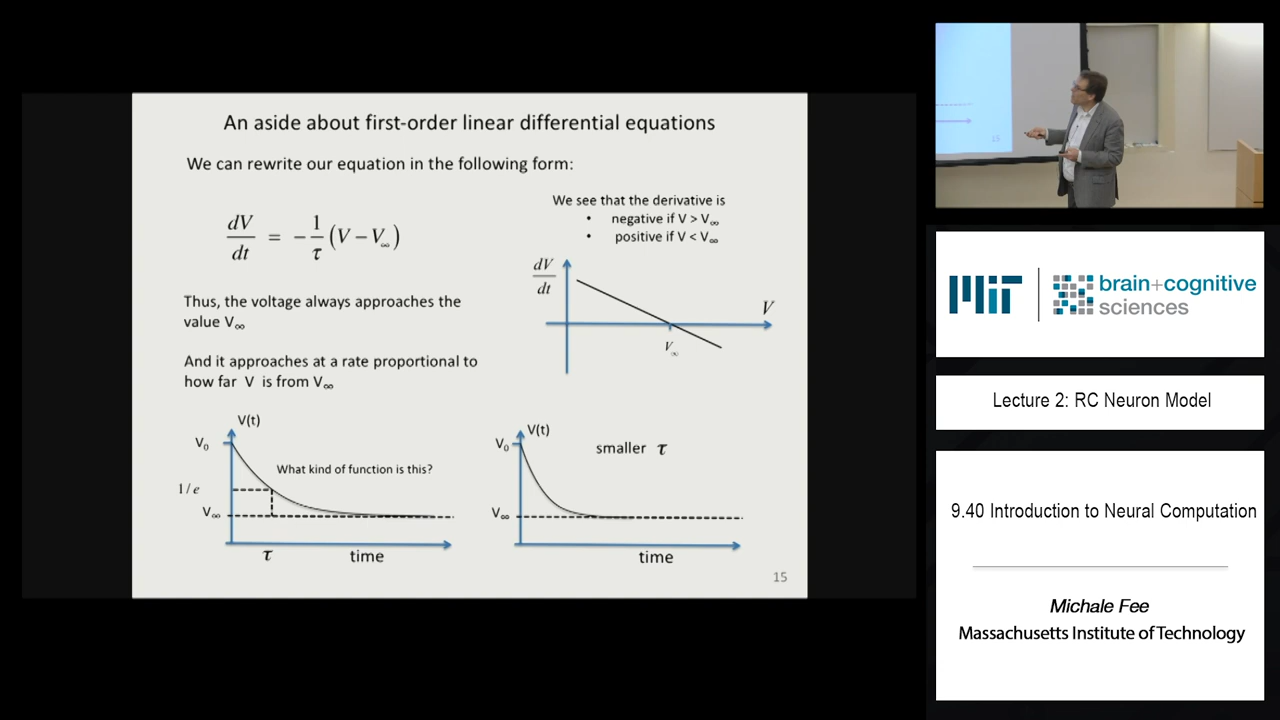 An aside about first-order linear differential equations
We can rewrite our equation in the following form:
dV/dt = −1/τ (V − V∞)
We see that the derivative is
• negative if V > V∞
• positive if V < V∞
dV/dt
V
V∞
Thus, the voltage always approaches the
value V∞
And it approaches at a rate proportional to
how far V is from V∞
V(t)
V0
What kind of function is this?
1/e
V∞
τ
time
V(t)
V0
smaller τ
V∞
time
15
15
MIT
brain+cognitive
sciences
Lecture 2: RC Neuron Model
9.40 Introduction to Neural Computation
Michale Fee
Massachusetts Institute of Technology